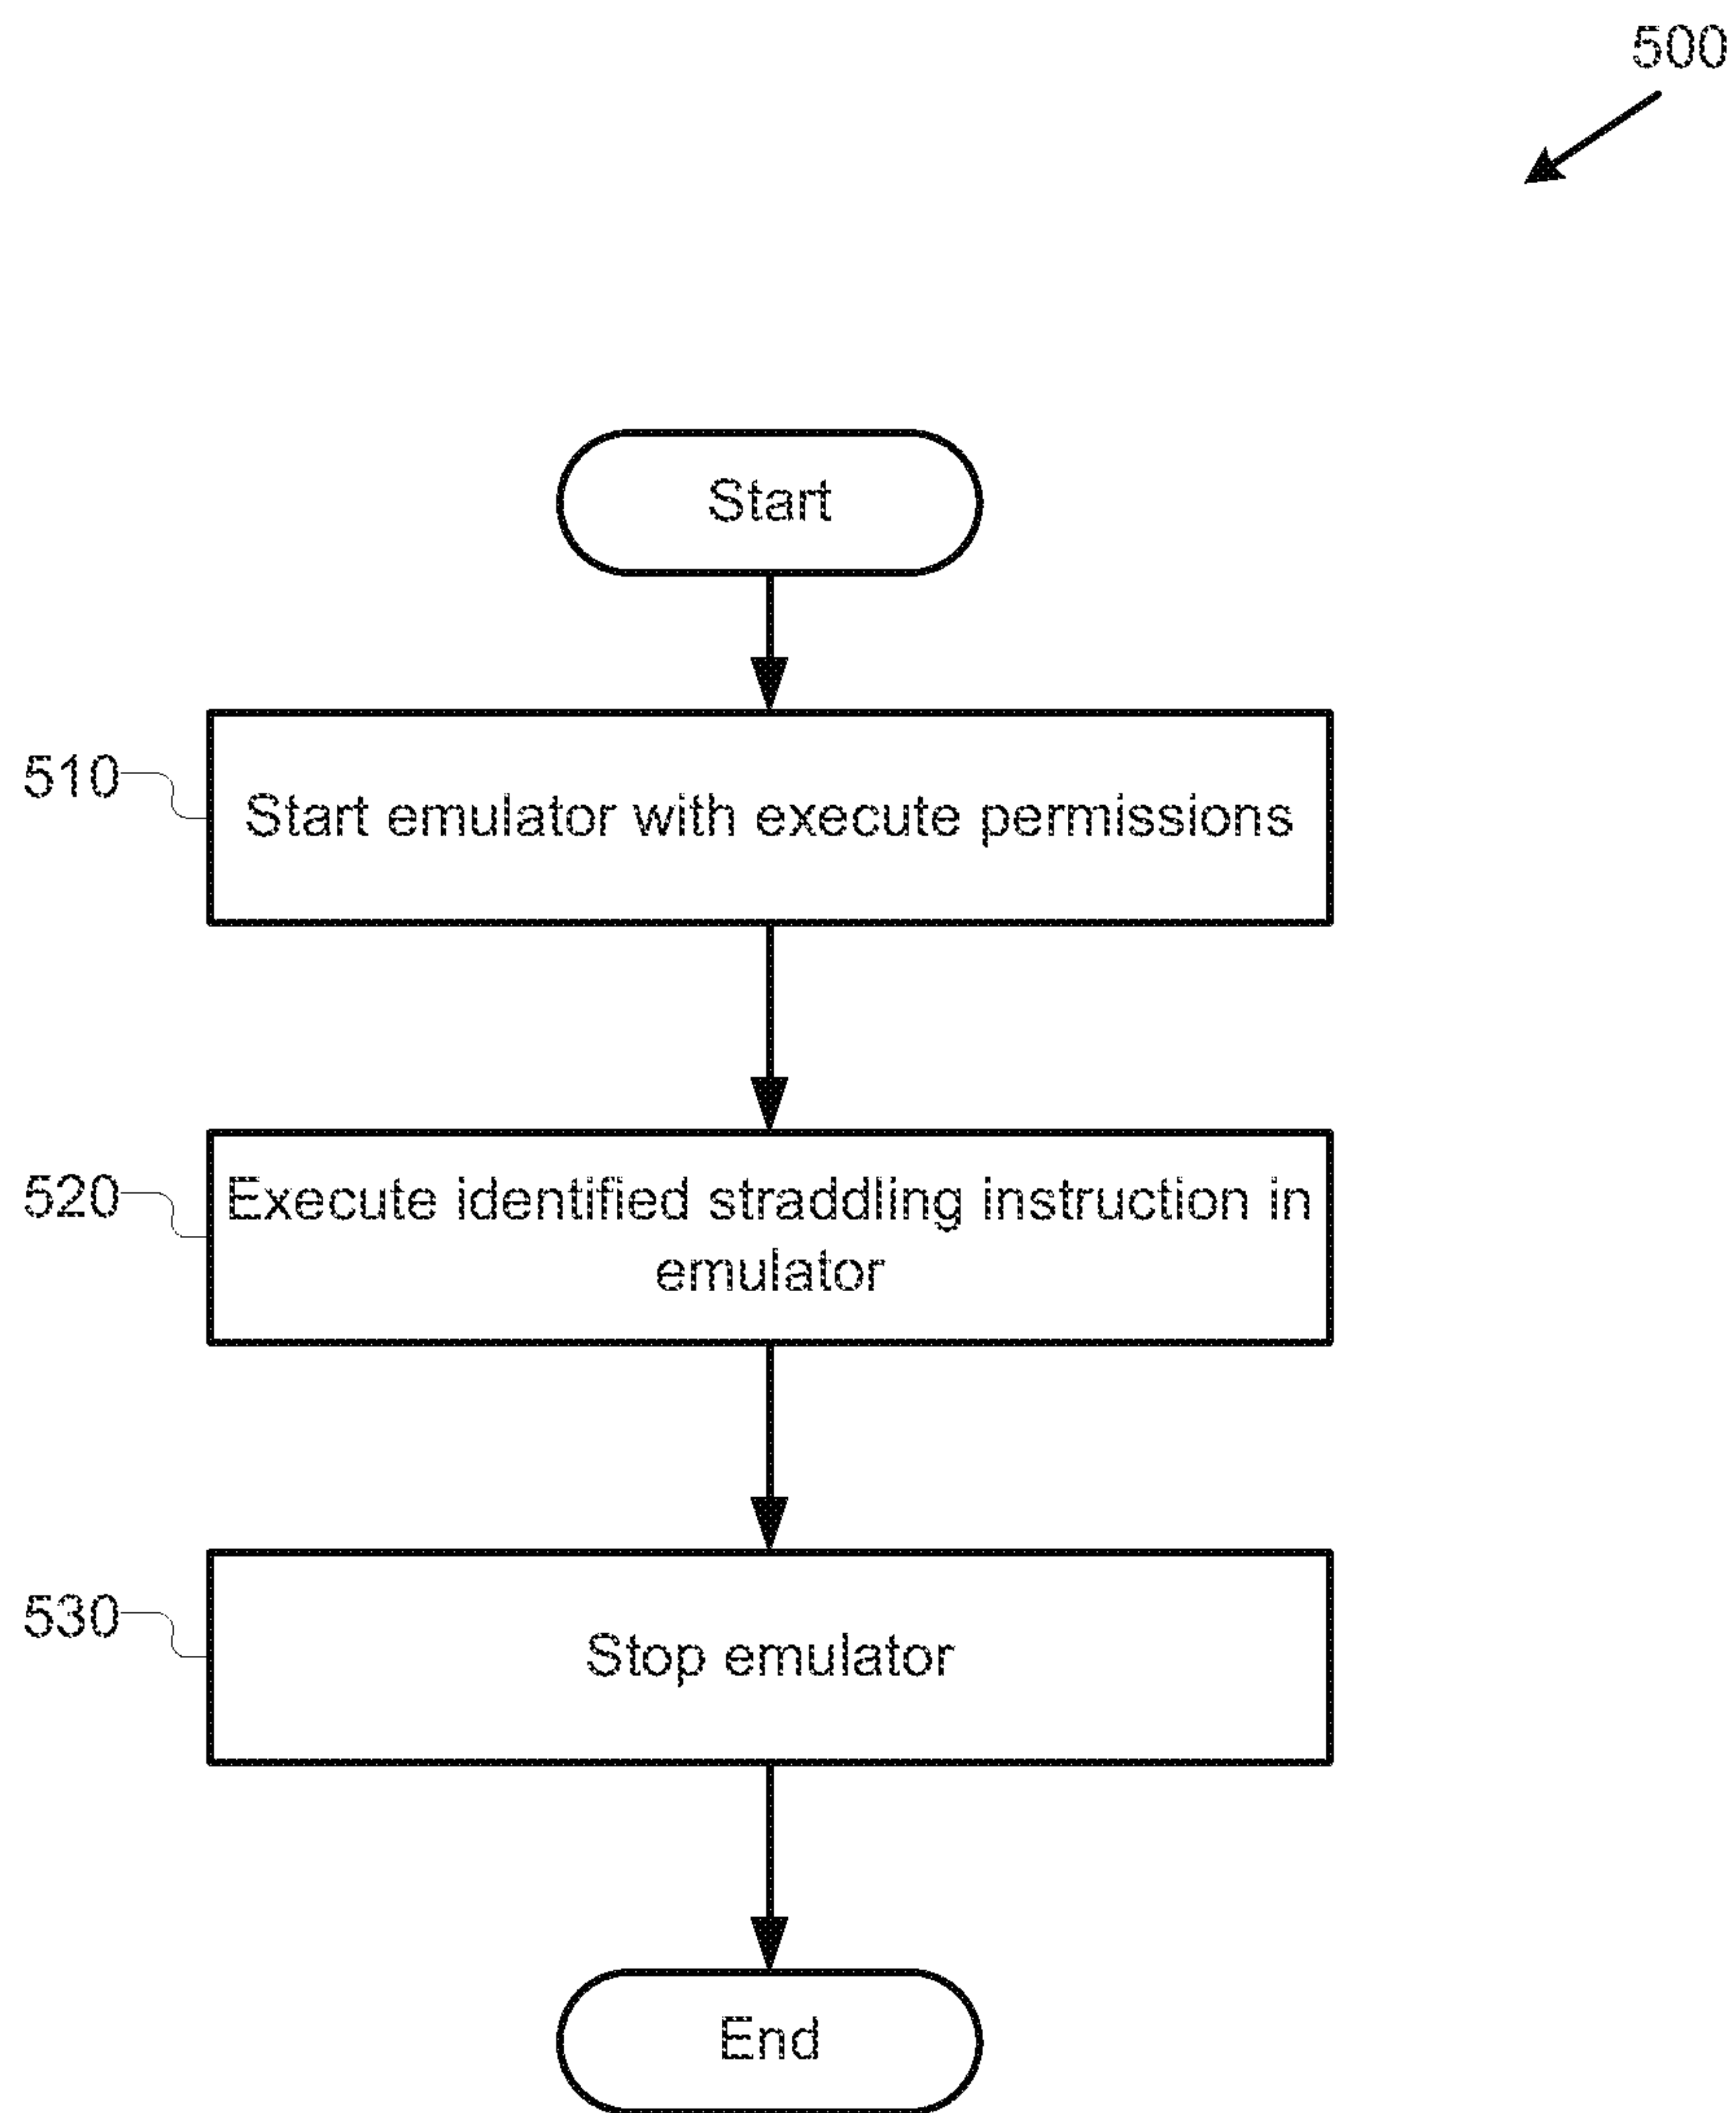 500
Start
510
Start emulator with execute permissions
520
Execute identified straddling instruction in
emulator
530
Stop emulator
End